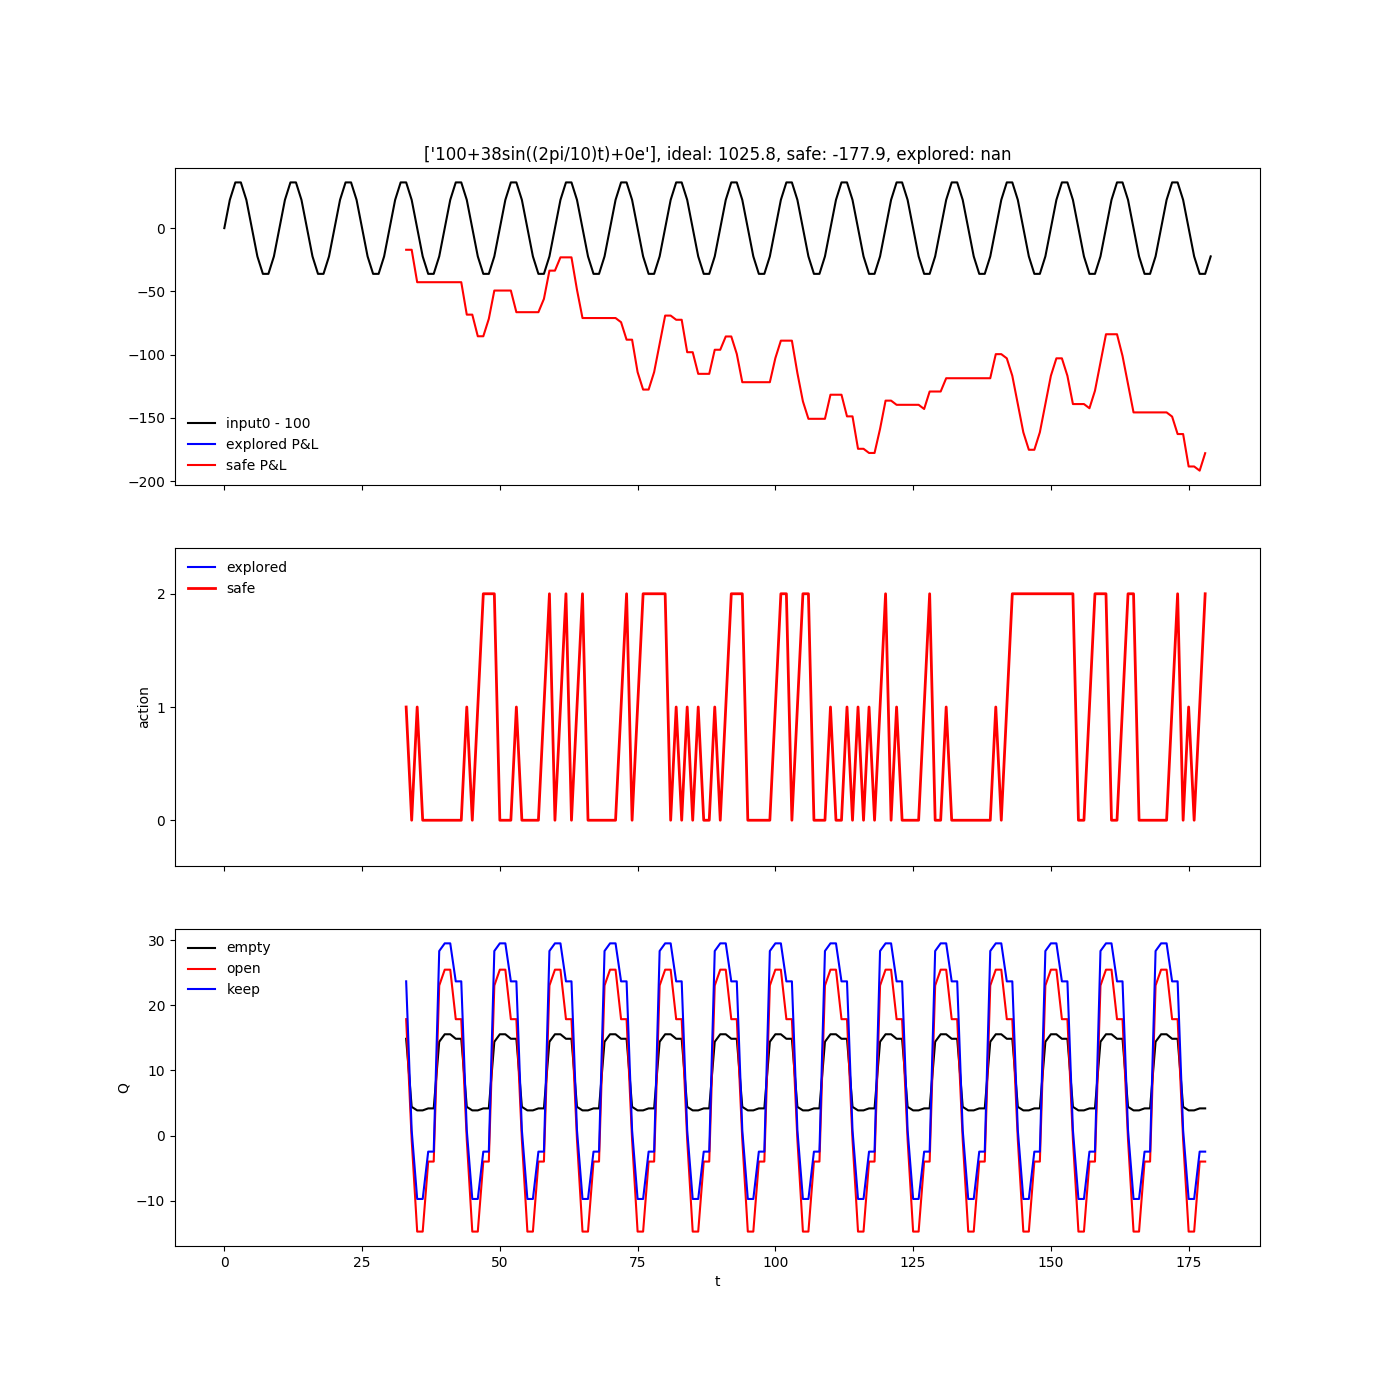 ['100+38sin((2pi/10)t)+0e'], ideal: 1025.8, safe: -177.9, explored: nan
0
−50
−100
−150
−200
input0 - 100
explored P&L
safe P&L
action
2
1
0
explored
safe
Q
30
20
10
0
−10
empty
open
keep
0 25 50 75 100 125 150 175
t